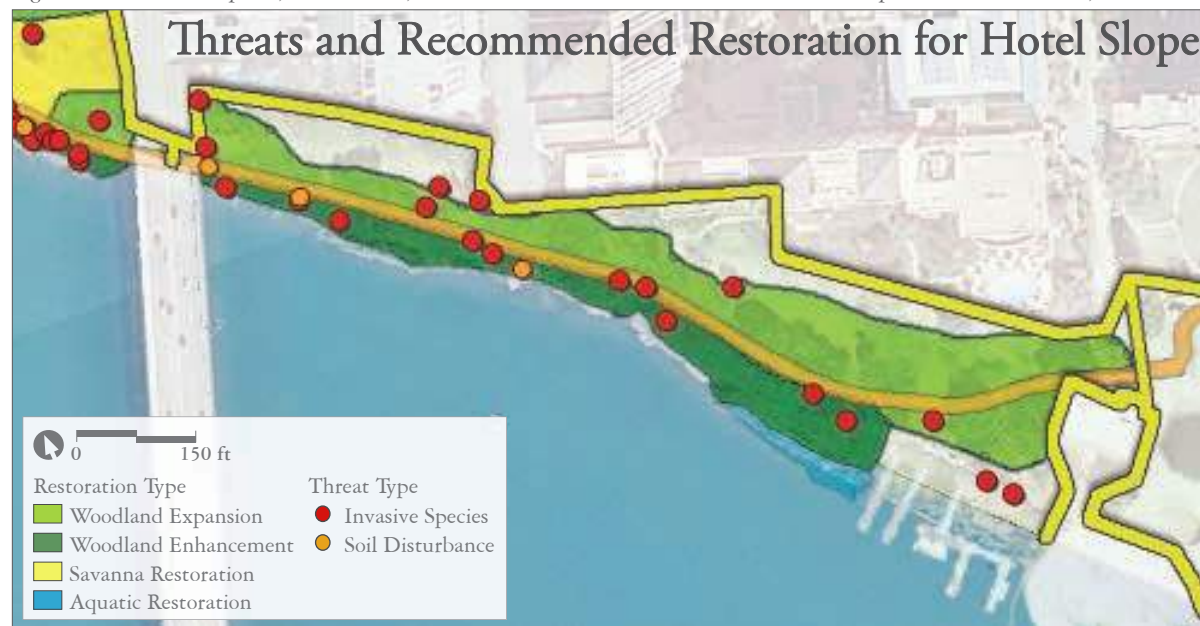 Threats and Recommended Restoration for Hotel Slope
0 150 ft
Restoration Type
Woodland Expansion
Woodland Enhancement
Savanna Restoration
Aquatic Restoration
Threat Type
Invasive Species
Soil Disturbance